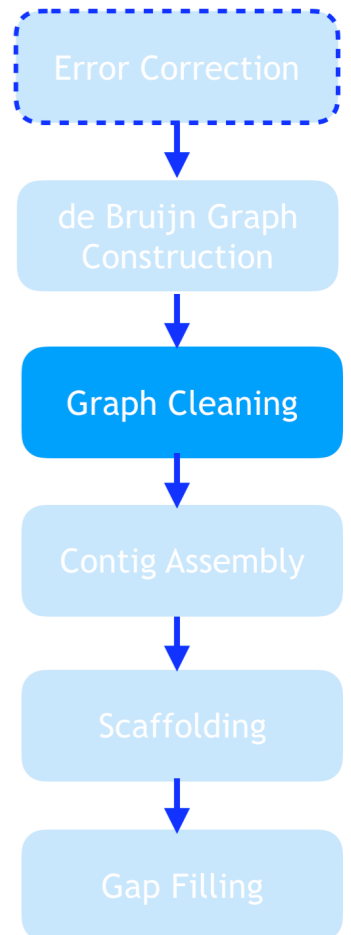 Error Correction
de Bruijn Graph
Construction
Graph Cleaning
Contig Assembly
Scaffolding
Gap Filling